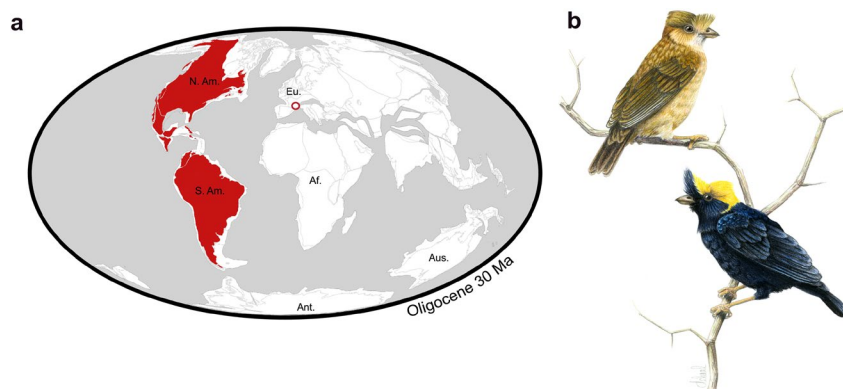 a
b
N. Am.
Eu.
S. Am.
Af.
Aus.
Ant.
Oligocene 30 Ma